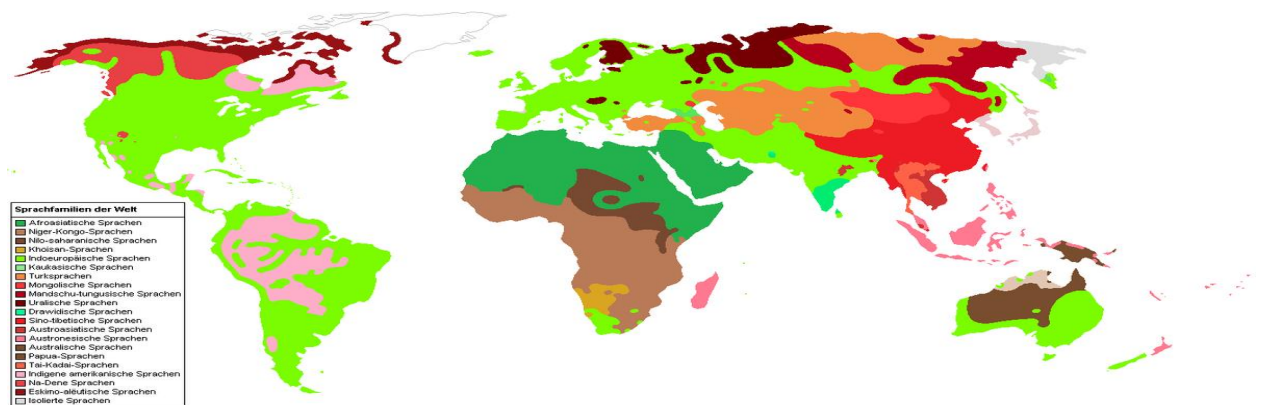 Sprachfamilien der Welt
Afroasiatische Sprachen
Niger-Kongo-Sprachen
Nilo-saharanische Sprachen
Khoisan-Sprachen
Indoeuropäische Sprachen
Kaukasische Sprachen
Turksprachen
Mongolische Sprachen
Mandschu-tungusische Sprachen
Uralische Sprachen
Drawidische Sprachen
Sino-tibetische Sprachen
Austroasiatische Sprachen
Austronesische Sprachen
Australische Sprachen
Papua-Sprachen
Tai-Kadai-Sprachen
Indigene amerikanische Sprachen
Na-Dene Sprachen
Eskimo-alëutische Sprachen
Isolierte Sprachen